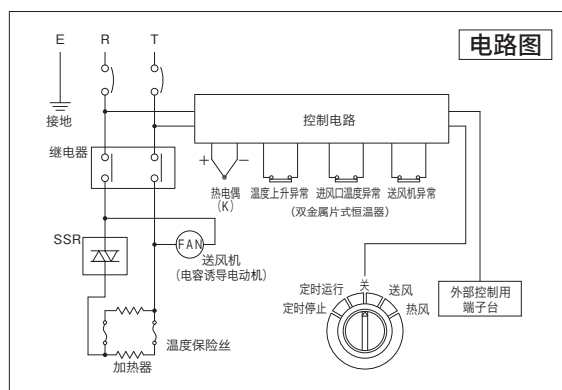 电路图
E R T
接地
控制电路
继电器
+ −
热电偶
(K)
温度上升异常 进风口温度异常 送风机异常
(双金属片式恒温器)
SSR
FAN
送风机
(电容诱导电动机)
定时运行 关 送风
定时停止 热风
外部控制用
端子台
温度保险丝
加热器